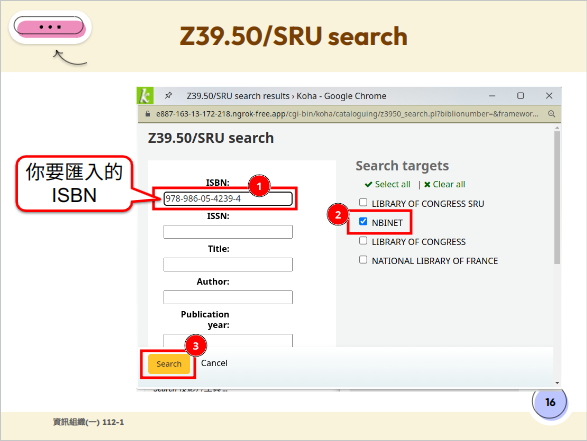 Z39.50/SRU search
Z39.50/SRU search results › Koha - Google Chrome
e887-163-13-172-218.ngrok-free.app/cgi-bin/koha/cataloguing/z3950_search.pl?biblionumber=&framewor...
Z39.50/SRU search
你要匯入的
ISBN
ISBN:
1
978-986-05-4239-4
ISSN:
Title:
Author:
Publication
year:
3
Search
Cancel
Search targets
Select all | Clear all
LIBRARY OF CONGRESS SRU
2
NBINET
LIBRARY OF CONGRESS
NATIONAL LIBRARY OF FRANCE
16
資訊組織(一) 112-1